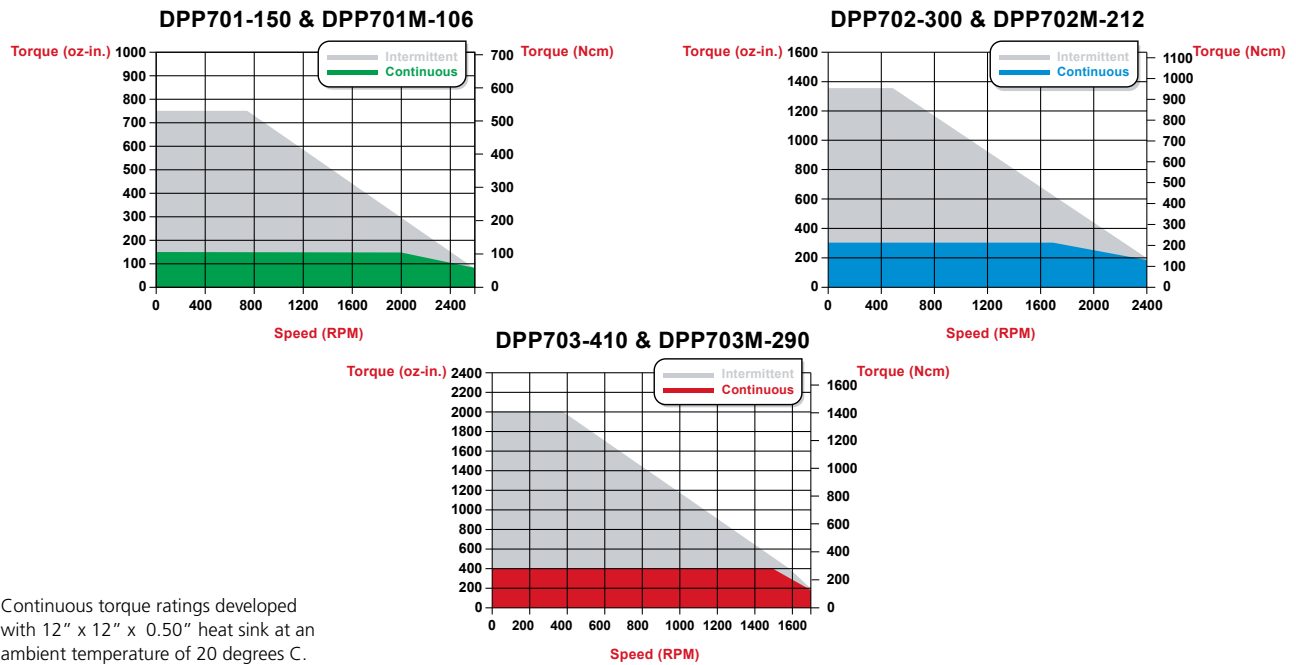 DPP701-150 & DPP701M-106
Torque (oz-in.)
Torque (Ncm)
Intermittent
Continuous
1000
900
800
700
600
500
400
300
200
100
0
700
600
500
400
300
200
100
0
0 400 800 1200 1600 2000 2400
Speed (RPM)
DPP702-300 & DPP702M-212
Torque (oz-in.)
Torque (Ncm)
Intermittent
Continuous
1600
1400
1200
1000
800
600
400
200
0
1100
1000
900
800
700
600
500
400
300
200
100
0
0 400 800 1200 1600 2000 2400
Speed (RPM)
DPP703-410 & DPP703M-290
Torque (oz-in.)
Torque (Ncm)
Intermittent
Continuous
2400
2200
2000
1800
1600
1400
1200
1000
800
600
400
200
0
1600
1400
1200
1000
800
600
400
200
0
0 200 400 600 800 1000 1200 1400 1600
Speed (RPM)
Continuous torque ratings developed
with 12” x 12” x 0.50” heat sink at an
ambient temperature of 20 degrees C.